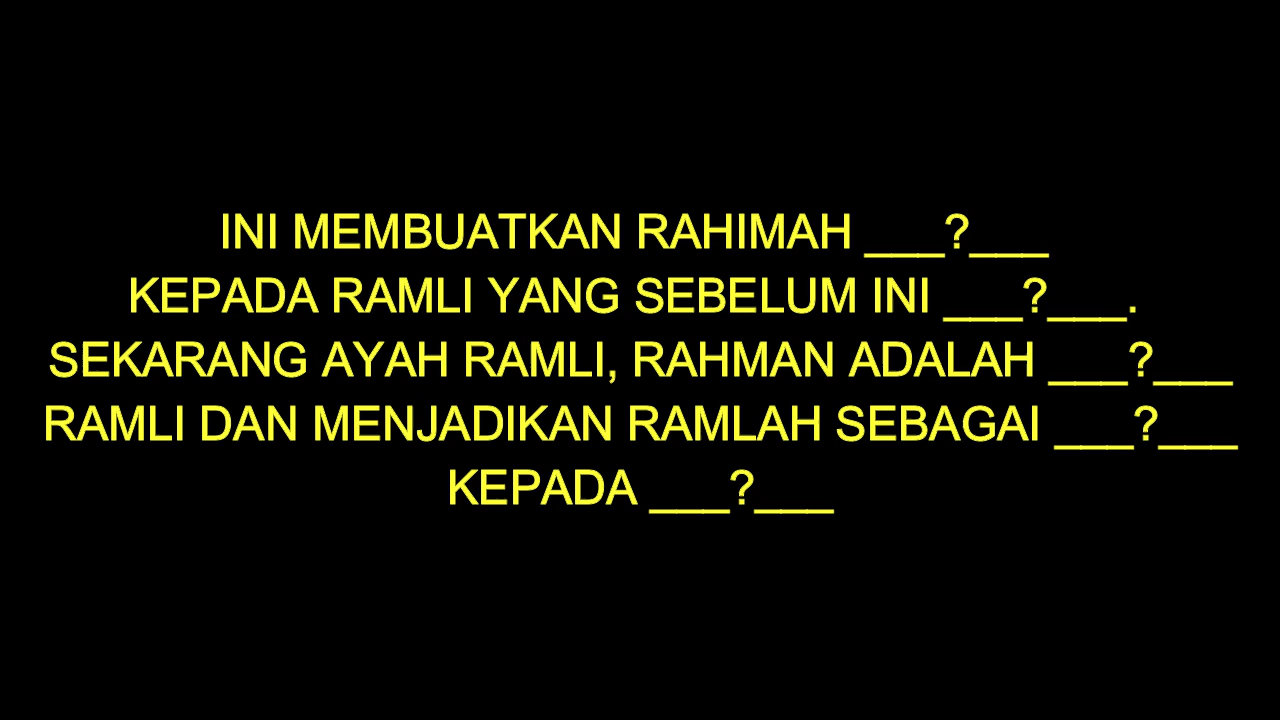 INI MEMBUATKAN RAHIMAH ___?___
KEPADA RAMLI YANG SEBELUM INI ___?___.
SEKARANG AYAH RAMLI, RAHMAN ADALAH ___?___
RAMLI DAN MENJADIKAN RAMLAH SEBAGAI ___?___
KEPADA ___?___